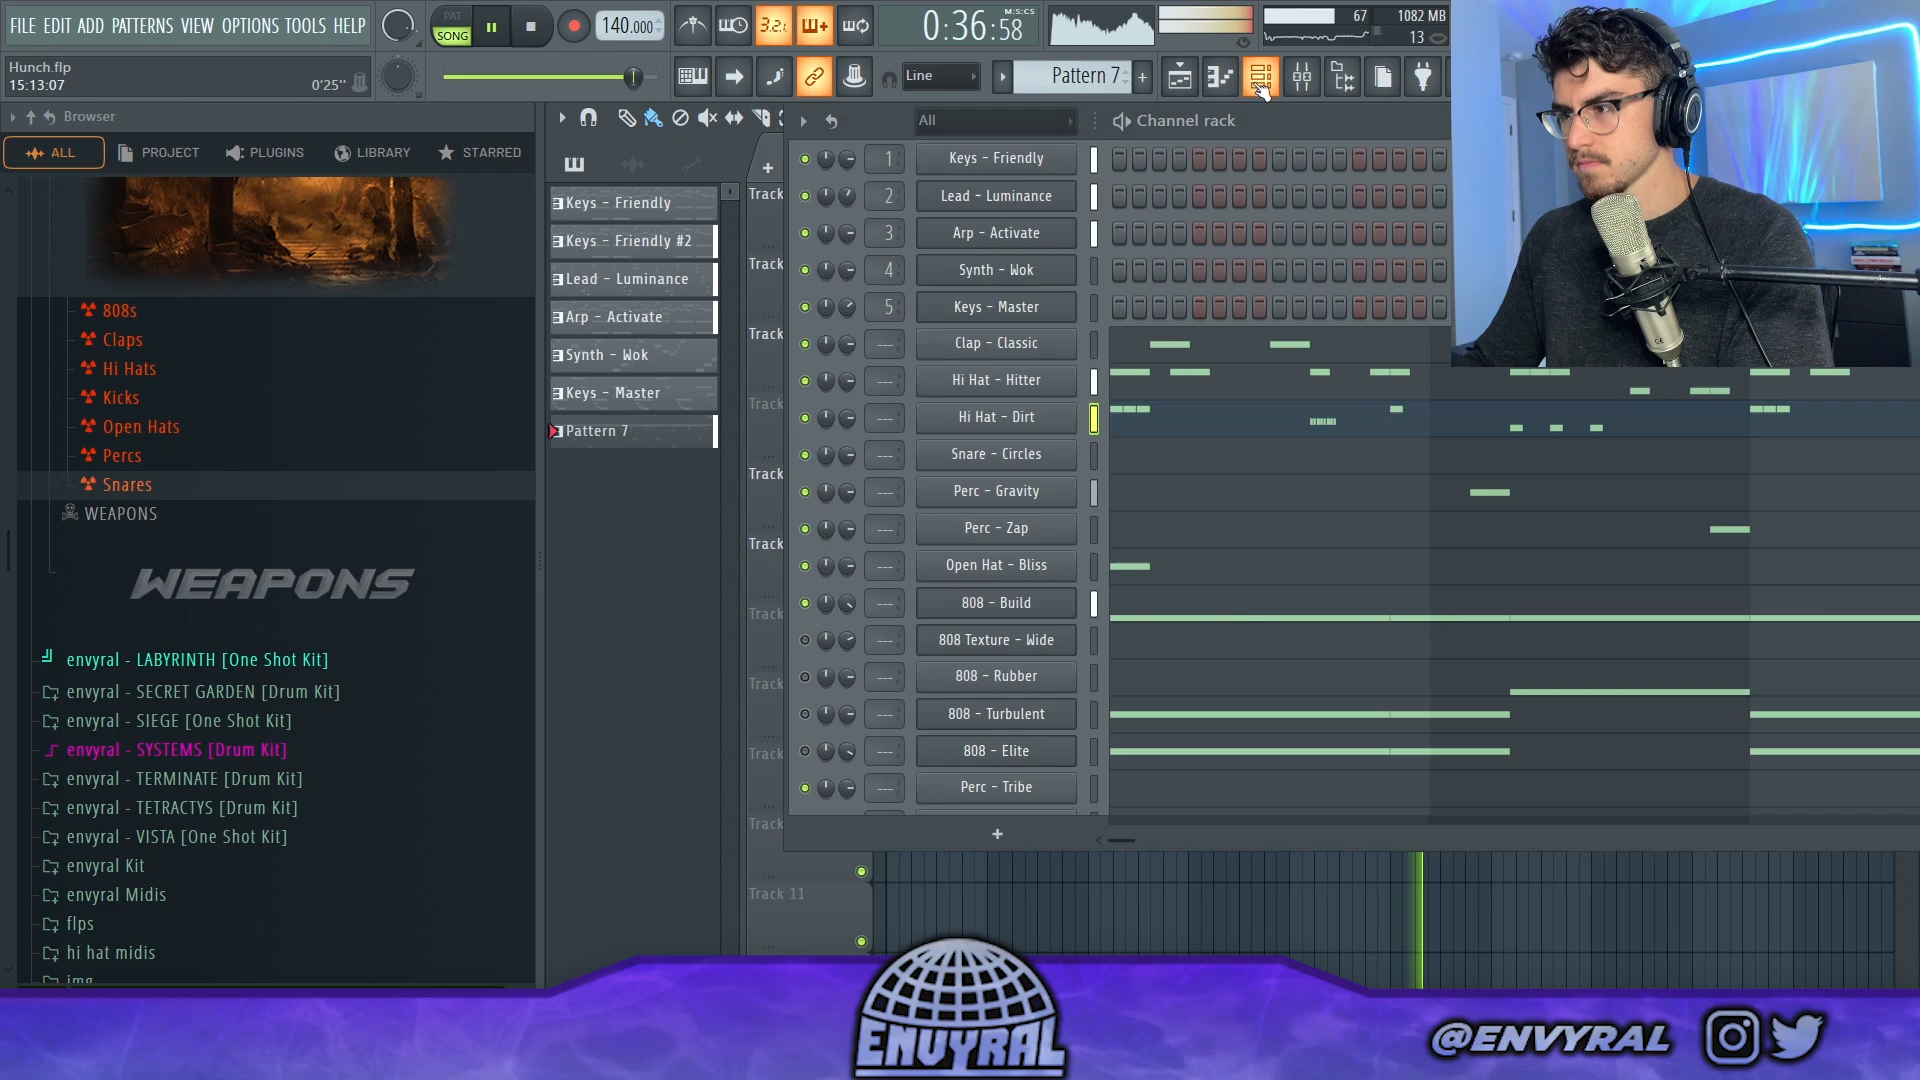 FILE EDIT ADD PATTERNS VIEW OPTIONS TOOLS HELP
PAT
SONG
140.000
3.2.1
0:36:58
M:S:CS
67
1082 MB
13
Hunch.flp
15:13:07
0'25"
Line
Pattern 7
Browser
ALL
PROJECT
PLUGINS
LIBRARY
STARRED
808s
Claps
Hi Hats
Kicks
Open Hats
Percs
Snares
WEAPONS
WEAPONS
envyral - LABYRINTH [One Shot Kit]
envyral - SECRET GARDEN [Drum Kit]
envyral - SIEGE [One Shot Kit]
envyral - SYSTEMS [Drum Kit]
envyral - TERMINATE [Drum Kit]
envyral - TETRACTYS [Drum Kit]
envyral - VISTA [One Shot Kit]
envyral Kit
envyral Midis
flps
hi hat midis
img
Keys - Friendly
Keys - Friendly #2
Lead - Luminance
Arp - Activate
Synth - Wok
Keys - Master
Pattern 7
Track
Track
Track
Track
Track
Track
Track
Track
Track
Track
Track 11
All
Channel rack
1 Keys - Friendly
2 Lead - Luminance
3 Arp - Activate
4 Synth - Wok
5 Keys - Master
--- Clap - Classic
--- Hi Hat - Hitter
--- Hi Hat - Dirt
--- Snare - Circles
--- Perc - Gravity
--- Perc - Zap
--- Open Hat - Bliss
--- 808 - Build
--- 808 Texture - Wide
--- 808 - Rubber
--- 808 - Turbulent
--- 808 - Elite
--- Perc - Tribe
ENVYRAL
@ENVYRAL